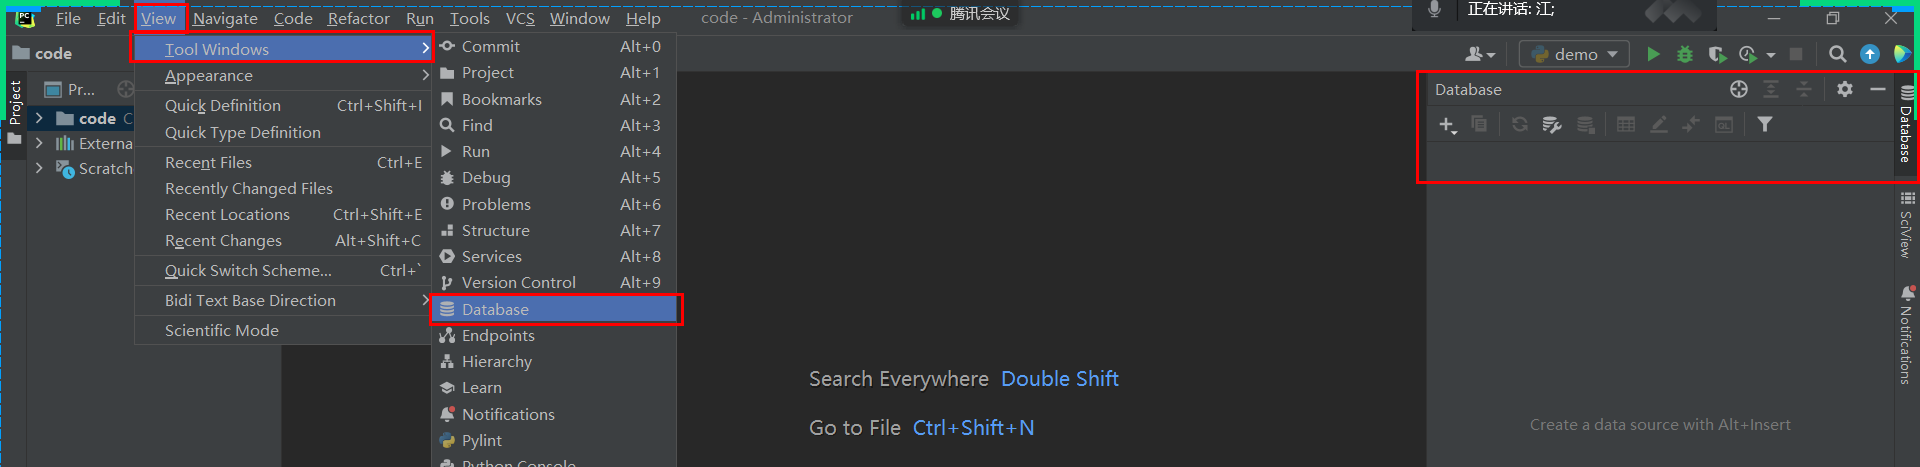 PC
File Edit View Navigate Code Refactor Run Tools VCS Window Help
code - Administrator
腾讯会议
正在讲话: 江;
code
demo
Project
Pr...
code C
Externa
Scratch
Tool Windows
Appearance
Quick Definition Ctrl+Shift+I
Quick Type Definition
Recent Files Ctrl+E
Recently Changed Files
Recent Locations Ctrl+Shift+E
Recent Changes Alt+Shift+C
Quick Switch Scheme... Ctrl+`
Bidi Text Base Direction
Scientific Mode
Commit Alt+0
Project Alt+1
Bookmarks Alt+2
Find Alt+3
Run Alt+4
Debug Alt+5
Problems Alt+6
Structure Alt+7
Services Alt+8
Version Control Alt+9
Database
Endpoints
Hierarchy
Learn
Notifications
Pylint
Python Console
Search Everywhere Double Shift
Go to File Ctrl+Shift+N
Database
QL
Create a data source with Alt+Insert
Database
SciView
Notifications